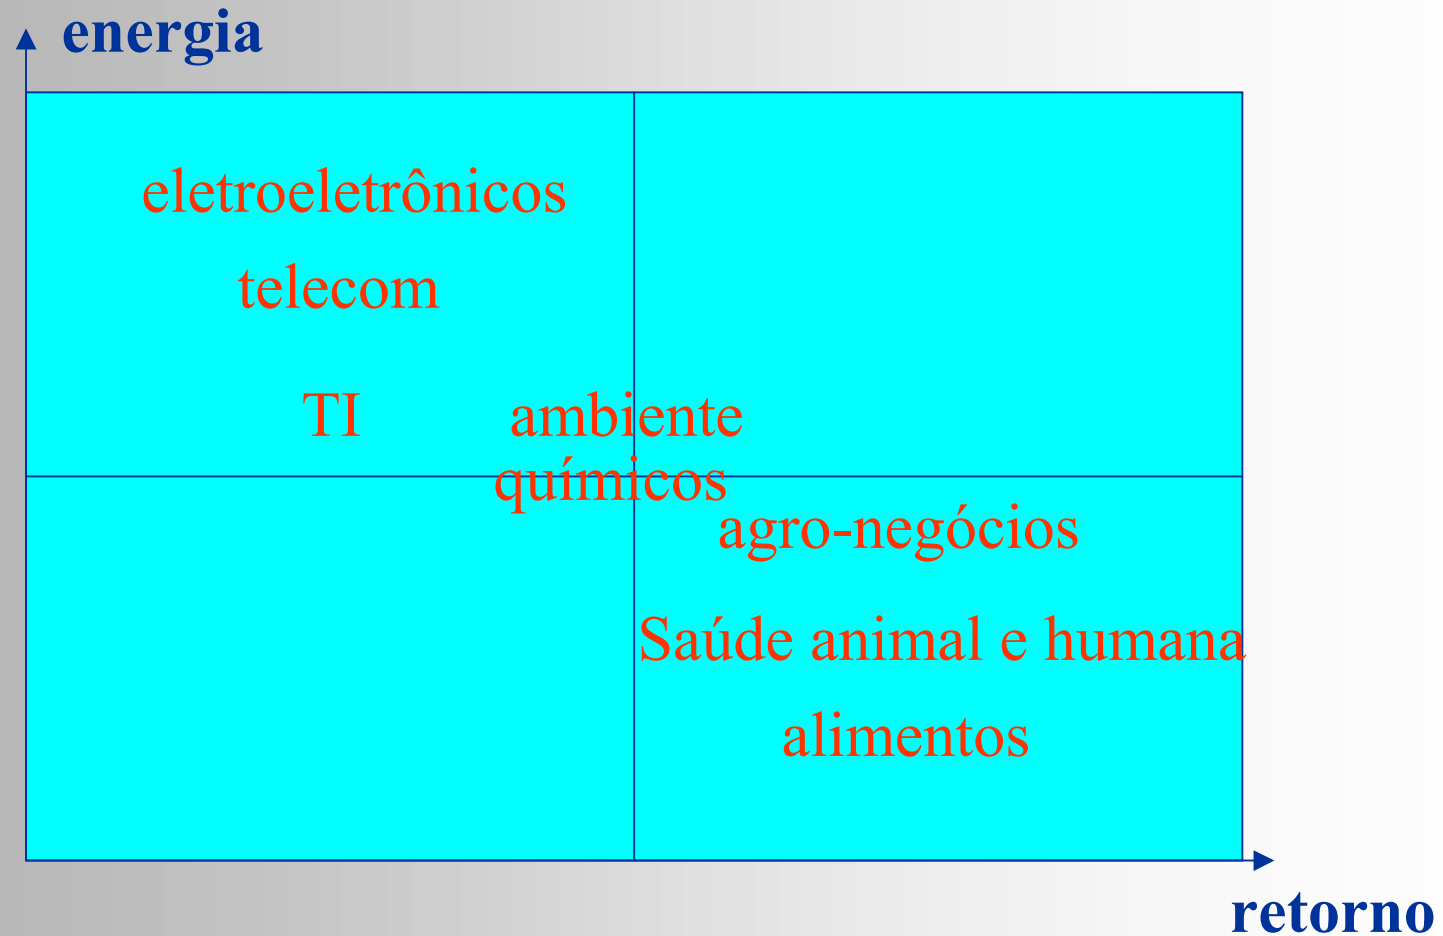 energia
eletroeletrônicos
telecom
TI
ambiente
químicos
agro-negócios
Saúde animal e humana
alimentos
retorno